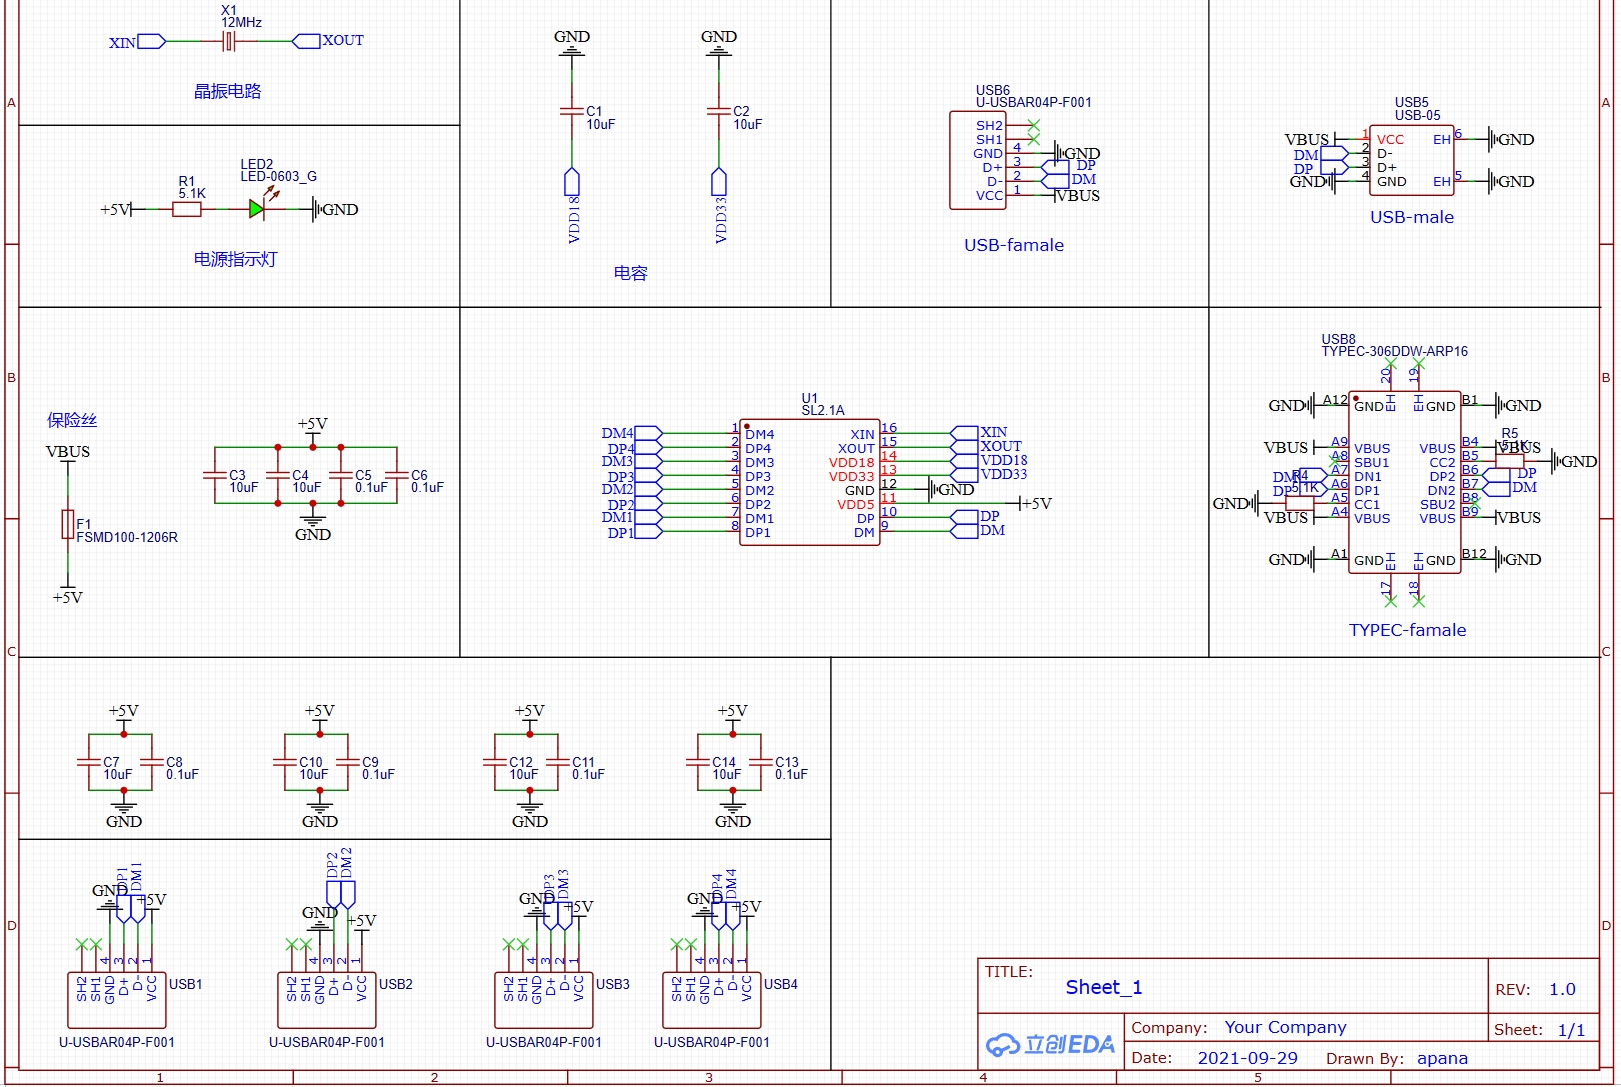 X1
12MHz
XIN
XOUT
晶振电路
LED2
LED-0603_G
R1
5.1K
+5V
GND
电源指示灯
GND
GND
C1
10uF
C2
10uF
VDD18
VDD33
电容
USB6
U-USBAR04P-F001
SH2
SH1
GND 4 GND
D+ 3 DP
D- 2 DM
VCC 1 VBUS
USB-famale
USB5
USB-05
VBUS 1 VCC EH 6 GND
DM 2 D-
DP 3 D+
GND 4 GND EH 5 GND
USB-male
保险丝
VBUS
F1
FSMD100-1206R
+5V
+5V
C3
10uF
C4
10uF
C5
0.1uF
C6
0.1uF
GND
U1
SL2.1A
DM4 1 DM4 XIN 16 XIN
DP4 2 DP4 XOUT 15 XOUT
DM3 3 DM3 VDD18 14 VDD18
DP3 4 DP3 VDD33 13 VDD33
DM2 5 DM2 GND 12 GND
DP2 6 DP2 VDD5 11 +5V
DM1 7 DM1 DP 10 DP
DP1 8 DP1 DM 9 DM
USB8
TYPEC-306DDW-ARP16
20 19
EH EH
GND A12 GND GND B1 GND
R5
5.1K
VBUS A9 VBUS VBUS B4 VBUS
A8 SBU1 CC2 B5 GND
DM A7 DN1 DP2 B6 DP
R4
5.1K
DP A6 DP1 DN2 B7 DM
GND A5 CC1 SBU2 B8
VBUS A4 VBUS VBUS B9 VBUS
GND A1 GND GND B12 GND
EH EH
17 18
TYPEC-famale
+5V
C7
10uF
C8
0.1uF
GND
+5V
C10
10uF
C9
0.1uF
GND
+5V
C12
10uF
C11
0.1uF
GND
+5V
C14
10uF
C13
0.1uF
GND
GND DP1 DM1 +5V
4 3 2 1
SH2 SH1 GND D+ D- VCC
USB1
U-USBAR04P-F001
GND DP2 DM2 +5V
4 3 2 1
SH2 SH1 GND D+ D- VCC
USB2
U-USBAR04P-F001
GND DP3 DM3 +5V
4 3 2 1
SH2 SH1 GND D+ D- VCC
USB3
U-USBAR04P-F001
GND DP4 DM4 +5V
4 3 2 1
SH2 SH1 GND D+ D- VCC
USB4
U-USBAR04P-F001
TITLE:
Sheet_1
REV: 1.0
立创EDA
Company: Your Company
Sheet: 1/1
Date: 2021-09-29 Drawn By: apana
A
B
C
D
A
B
C
D
1 2 3 4 5